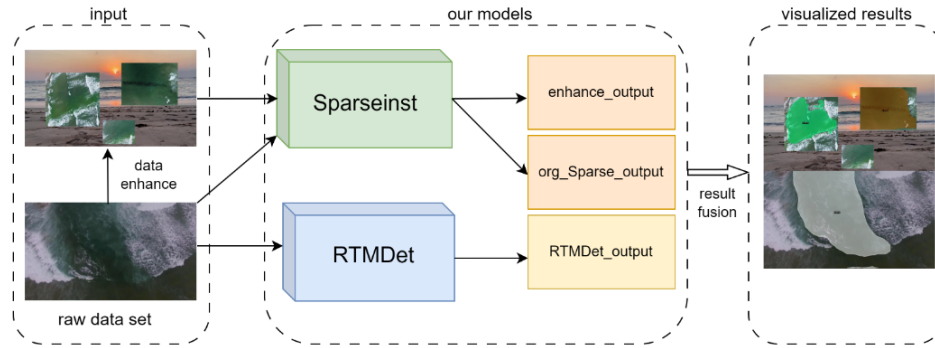 input
our models
visualized results
data
enhance
raw data set
Sparseinst
RTMDet
enhance_output
org_Sparse_output
RTMDet_output
result
fusion